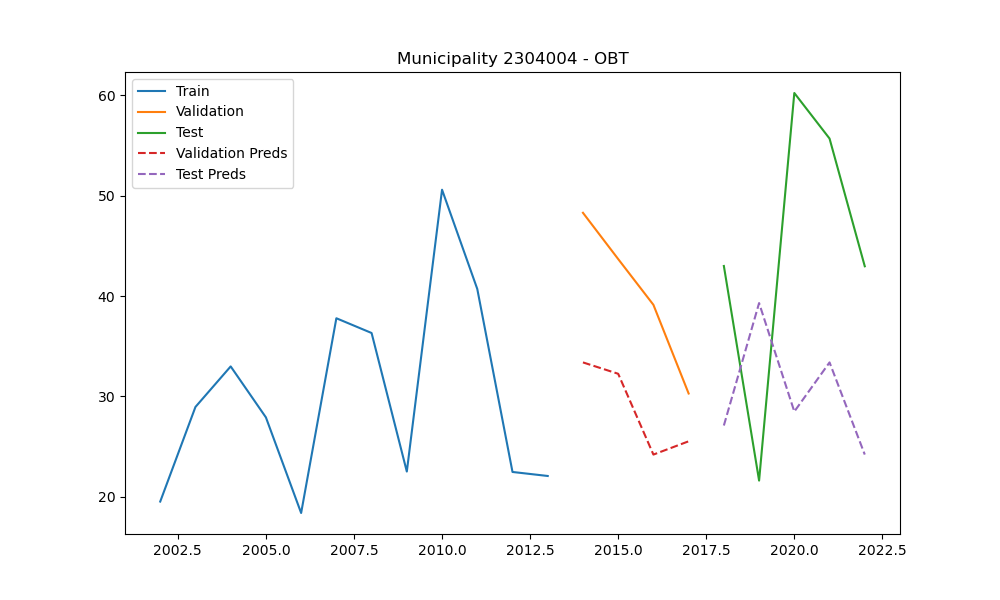 Municipality 2304004 - OBT
Train
Validation
Test
Validation Preds
Test Preds
60
50
40
30
20
2002.5 2005.0 2007.5 2010.0 2012.5 2015.0 2017.5 2020.0 2022.5